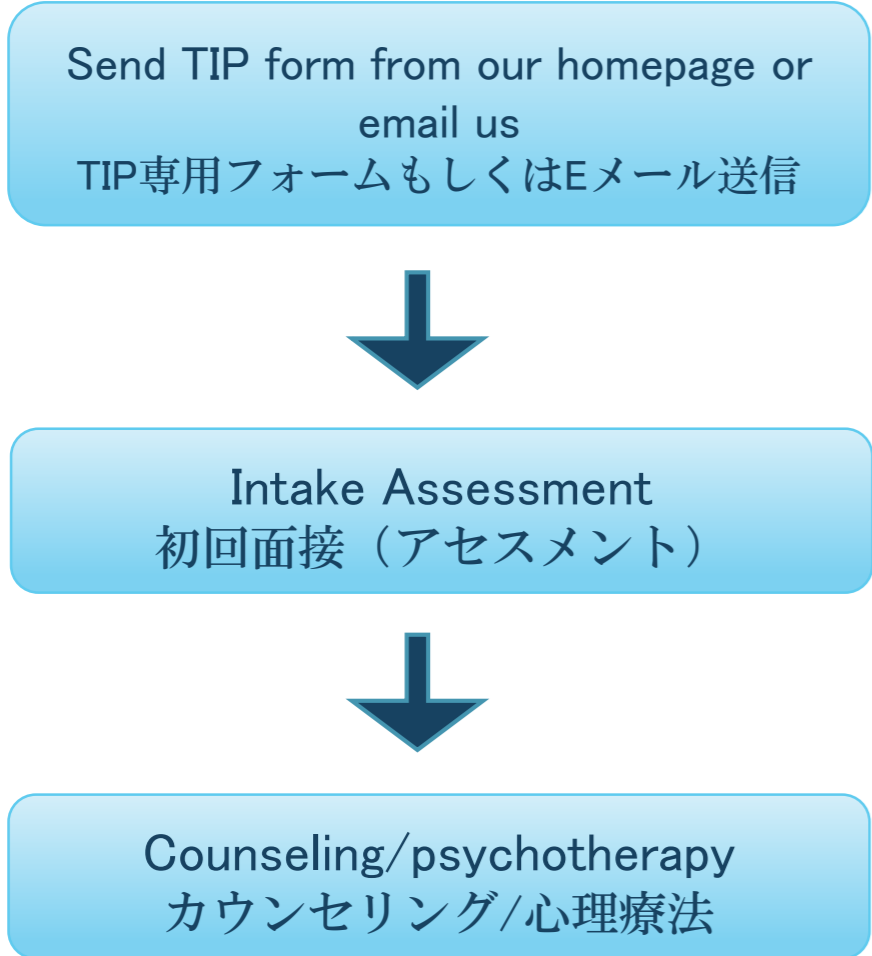 Send TIP form from our homepage or
email us
TIP専用フォームもしくはEメール送信
Intake Assessment
初回面接（アセスメント）
Counseling/psychotherapy
カウンセリング/心理療法